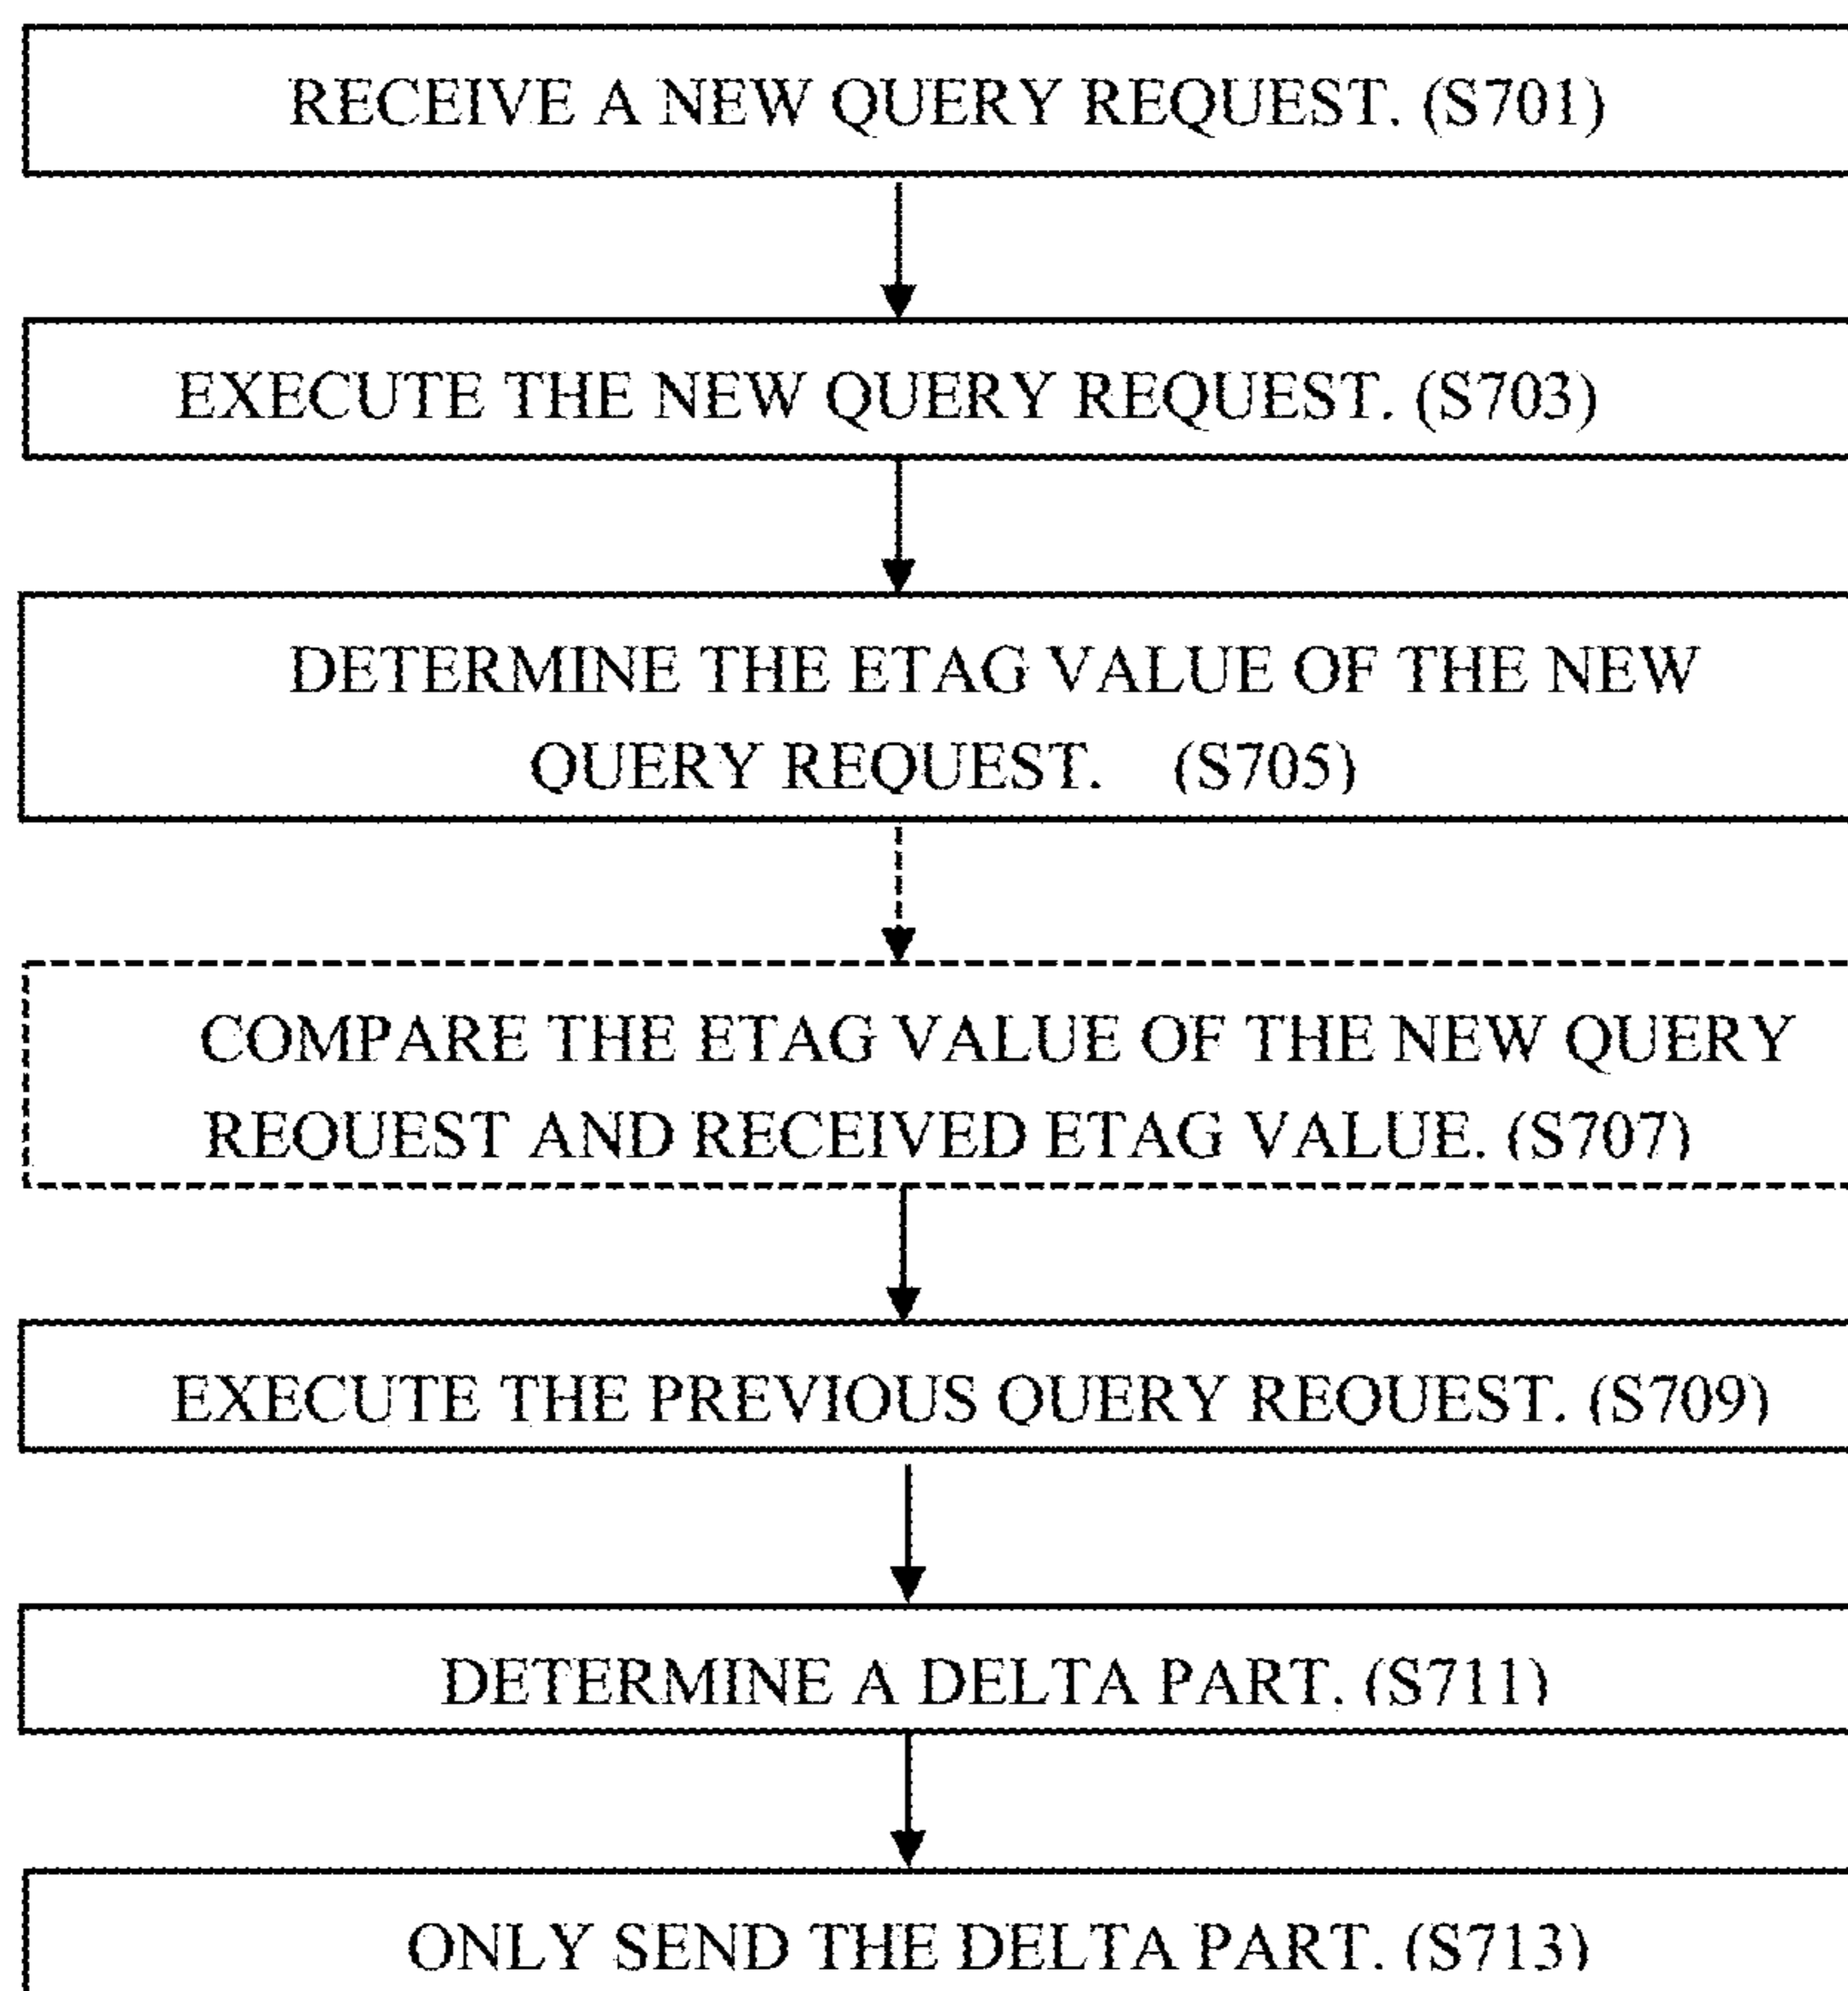 RECEIVE A NEW QUERY REQUEST. (S701)
EXECUTE THE NEW QUERY REQUEST. (S703)
DETERMINE THE ETAG VALUE OF THE NEW
QUERY REQUEST. (S705)
COMPARE THE ETAG VALUE OF THE NEW QUERY
REQUEST AND RECEIVED ETAG VALUE. (S707)
EXECUTE THE PREVIOUS QUERY REQUEST. (S709)
DETERMINE A DELTA PART. (S711)
ONLY SEND THE DELTA PART. (S713)